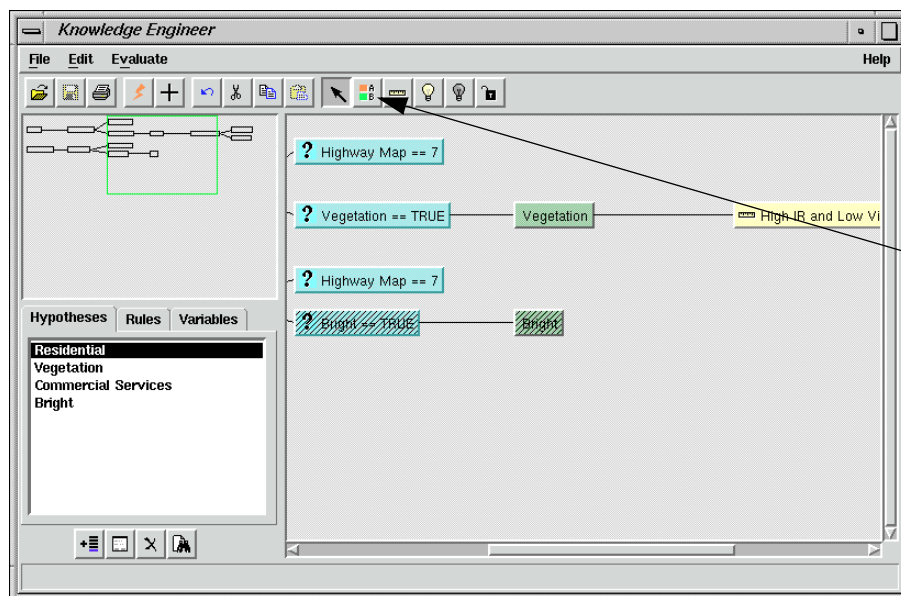 Knowledge Engineer
File Edit Evaluate Help
A
B
? Highway Map == 7
? Vegetation == TRUE
Vegetation
High IR and Low Vi
? Highway Map == 7
? Bright == TRUE
Bright
Hypotheses Rules Variables
Residential
Vegetation
Commercial Services
Bright